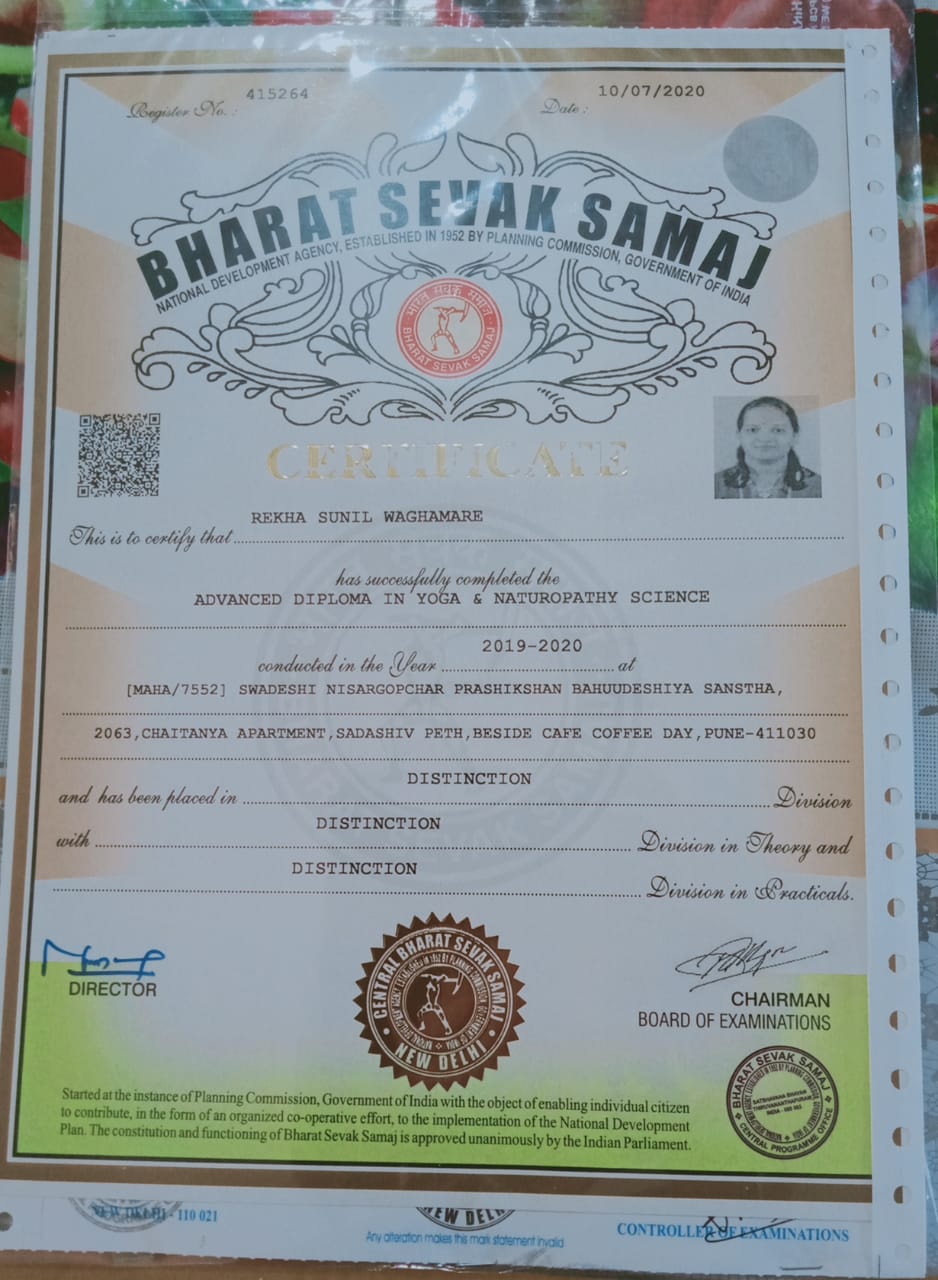 Register No. : 415264
Date : 10/07/2020
BHARAT SEVAK SAMAJ
NATIONAL DEVELOPMENT AGENCY, ESTABLISHED IN 1952 BY PLANNING COMMISSION, GOVERNMENT OF INDIA
भारत सेवक समाज
BHARAT SEVAK SAMAJ
CERTIFICATE
This is to certify that REKHA SUNIL WAGHAMARE
has successfully completed the
ADVANCED DIPLOMA IN YOGA & NATUROPATHY SCIENCE
conducted in the Year 2019-2020 at
[MAHA/7552] SWADESHI NISARGOPCHAR PRASHIKSHAN BAHUUDESHIYA SANSTHA,
2063,CHAITANYA APARTMENT,SADASHIV PETH,BESIDE CAFE COFFEE DAY,PUNE-411030
and has been placed in DISTINCTION Division
with DISTINCTION Division in Theory and
DISTINCTION Division in Practicals.
DIRECTOR
CENTRAL BHARAT SEVAK SAMAJ
NEW DELHI
CHAIRMAN
BOARD OF EXAMINATIONS
BHARAT SEVAK SAMAJ
CENTRAL PROGRAMME OFFICE
Started at the instance of Planning Commission, Government of India with the object of enabling individual citizen
to contribute, in the form of an organized co-operative effort, to the implementation of the National Development
Plan. The constitution and functioning of Bharat Sevak Samaj is approved unanimously by the Indian Parliament.
NEW DELHI - 110 021
NEW DELHI
Any alteration makes this mark statement invalid
CONTROLLER OF EXAMINATIONS